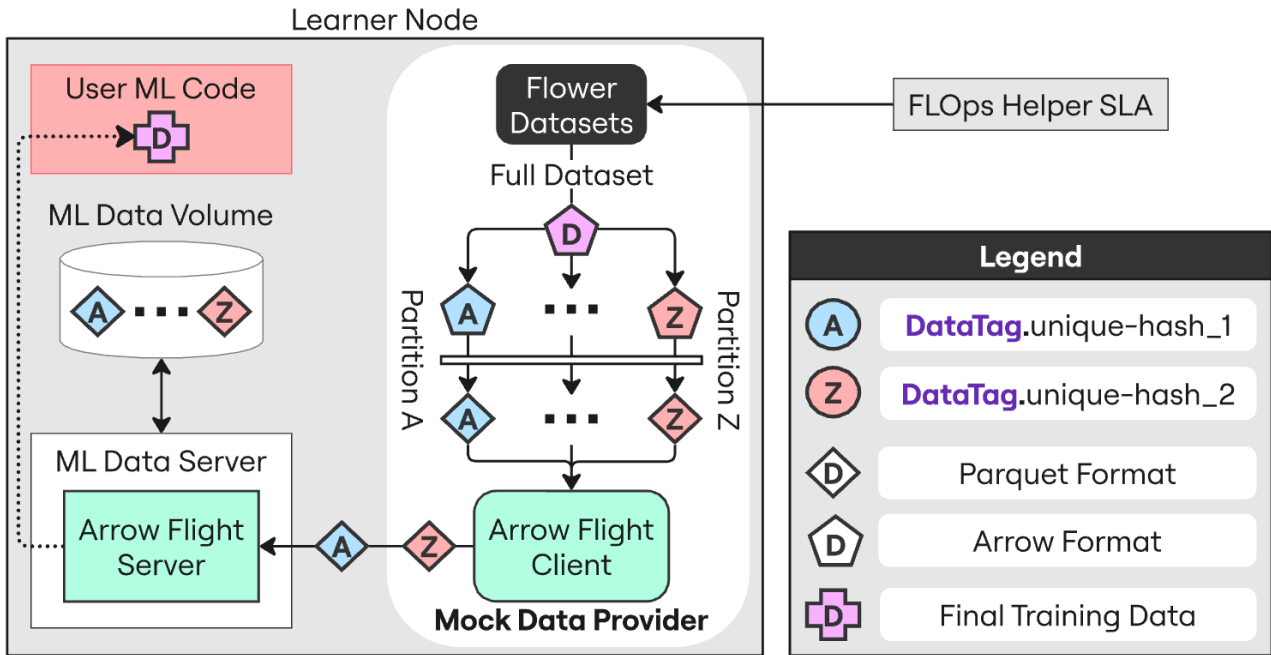 Learner Node
User ML Code
D
ML Data Volume
A
Z
ML Data Server
Arrow Flight
Server
Flower
Datasets
Full Dataset
D
Partition A
A
Z
Partition Z
A
Z
A
Z
Arrow Flight
Client
Mock Data Provider
FLOps Helper SLA
Legend
A
DataTag.unique-hash_1
Z
DataTag.unique-hash_2
D
Parquet Format
D
Arrow Format
D
Final Training Data